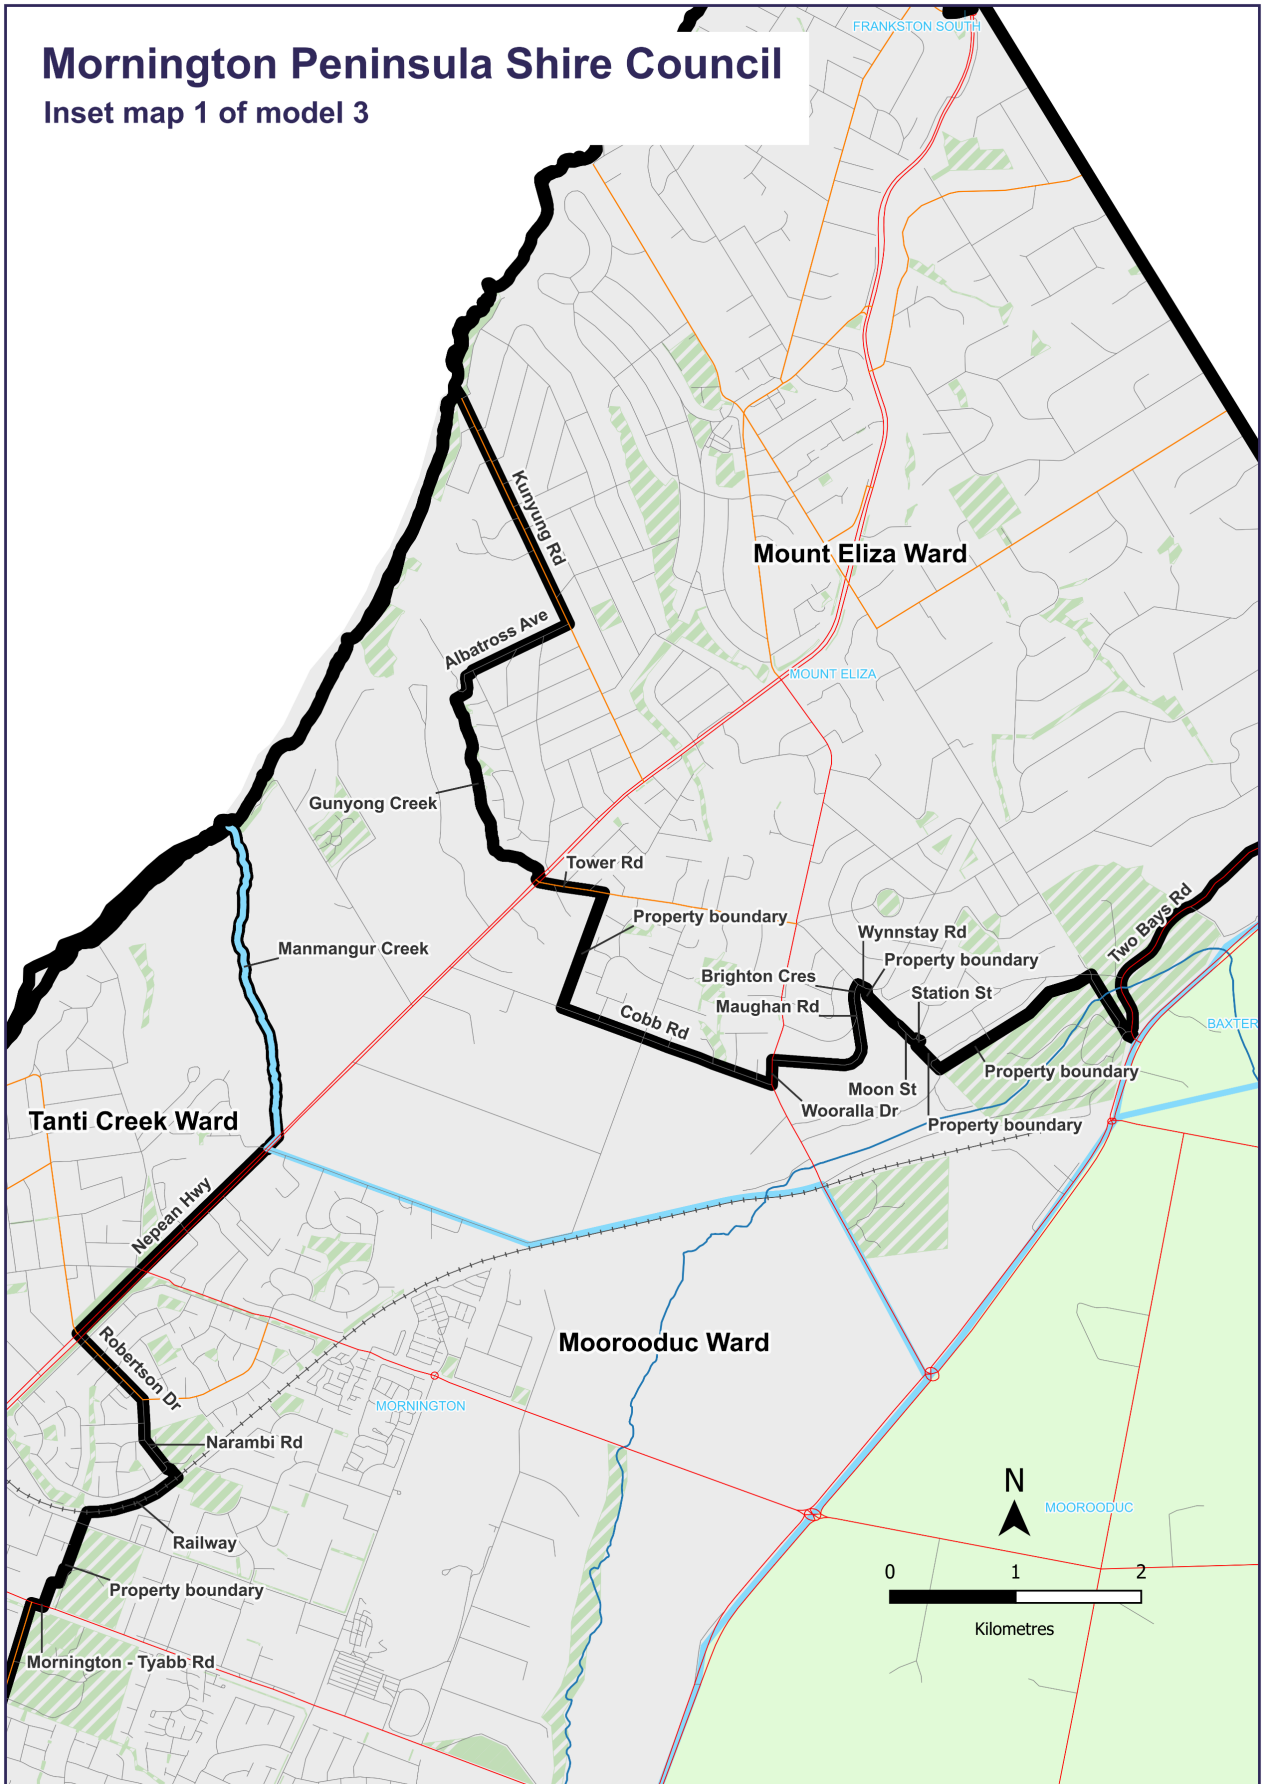 FRANKSTON SOUTH
Mornington Peninsula Shire Council
Inset map 1 of model 3
Kunyung Rd
Mount Eliza Ward
Albatross Ave
MOUNT ELIZA
Gunyong Creek
Tower Rd
Two Bays Rd
Property boundary
Wynnstay Rd
Manmangur Creek
Property boundary
Brighton Cres
Station St
Maughan Rd
Cobb Rd
BAXTER
Property boundary
Moon St
Wooralla Dr
Tanti Creek Ward
Property boundary
Nepean Hwy
Moorooduc Ward
Robertson Dr
MORNINGTON
Narambi Rd
N
MOOROODUC
Railway
0 1 2
Property boundary
Kilometres
Mornington - Tyabb Rd